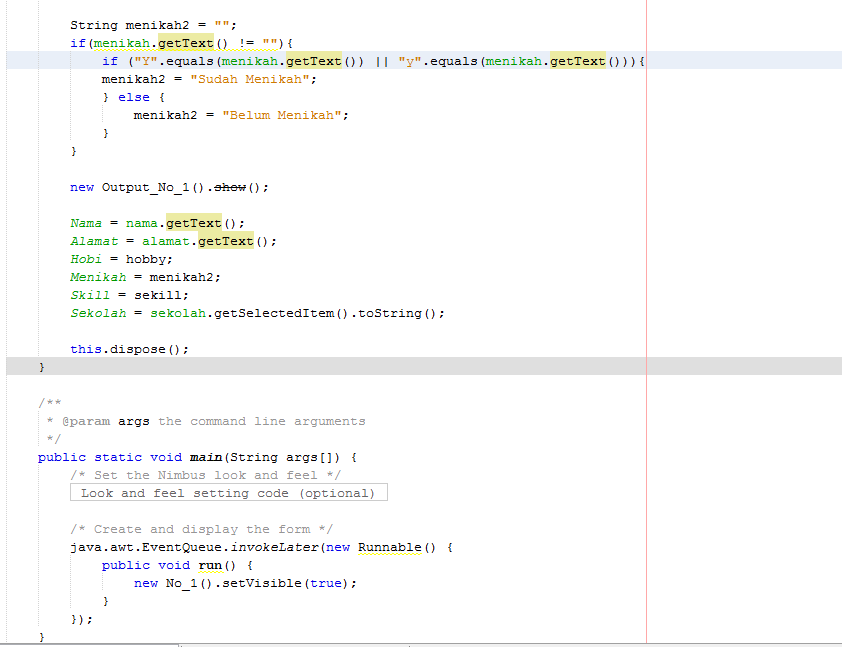 String menikah2 = "";
if(menikah.getText() != ""){
if ("Y".equals(menikah.getText()) || "y".equals(menikah.getText())){
menikah2 = "Sudah Menikah";
} else {
menikah2 = "Belum Menikah";
}
}
new Output_No_1().show();
Nama = nama.getText();
Alamat = alamat.getText();
Hobi = hobby;
Menikah = menikah2;
Skill = sekill;
Sekolah = sekolah.getSelectedItem().toString();
this.dispose();
}
/**
* @param args the command line arguments
*/
public static void main(String args[]) {
/* Set the Nimbus look and feel */
Look and feel setting code (optional)
/* Create and display the form */
java.awt.EventQueue.invokeLater(new Runnable() {
public void run() {
new No_1().setVisible(true);
}
});
}